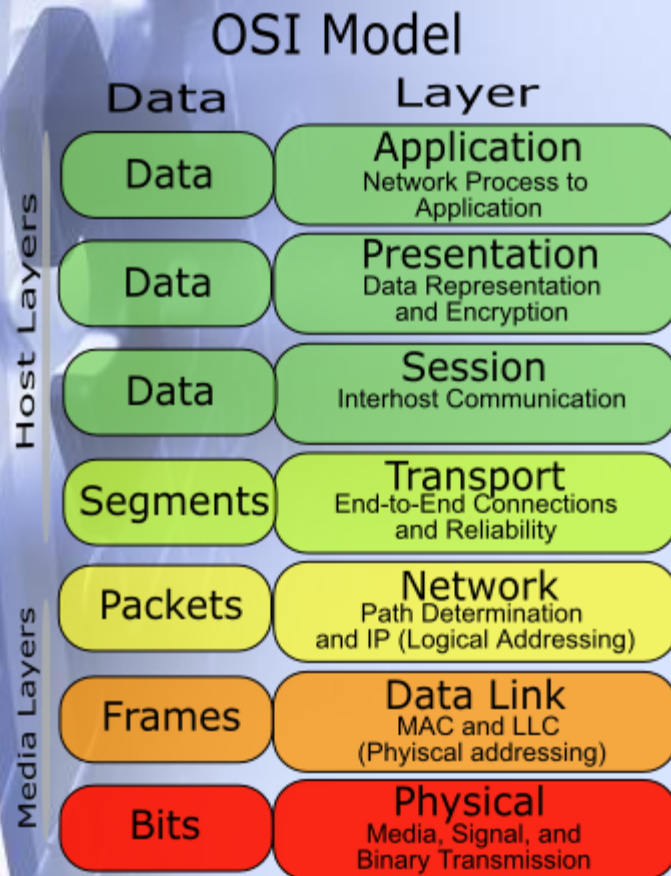 OSI Model
Data Layer
Host Layers
Data
Application
Network Process to
Application
Data
Presentation
Data Representation
and Encryption
Data
Session
Interhost Communication
Segments
Transport
End-to-End Connections
and Reliability
Media Layers
Packets
Network
Path Determination
and IP (Logical Addressing)
Frames
Data Link
MAC and LLC
(Phyiscal addressing)
Bits
Physical
Media, Signal, and
Binary Transmission